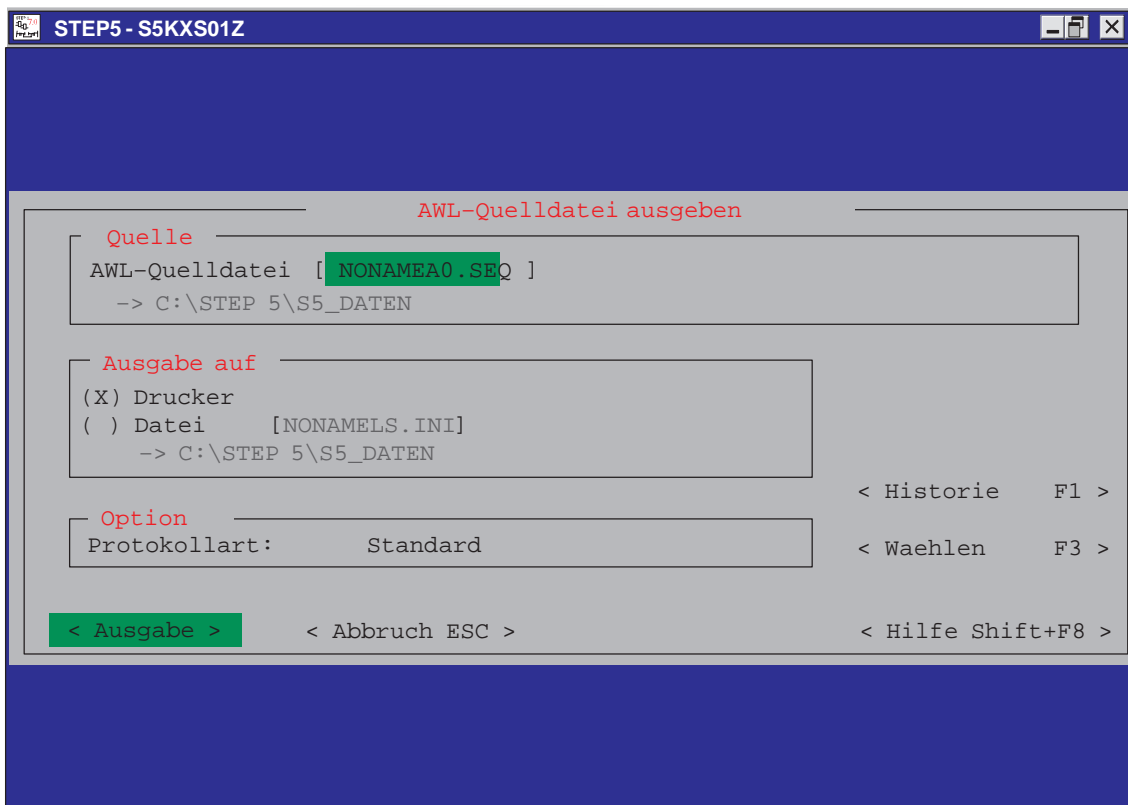 STEP5 - S5KXS01Z
AWL-Quelldatei ausgeben
Quelle
AWL-Quelldatei [ NONAMEA0.SEQ ]
-> C:\STEP 5\S5_DATEN
Ausgabe auf
(X) Drucker
( ) Datei [NONAMELS.INI]
-> C:\STEP 5\S5_DATEN
< Historie F1 >
Option
Protokollart: Standard
< Waehlen F3 >
< Ausgabe > < Abbruch ESC > < Hilfe Shift+F8 >